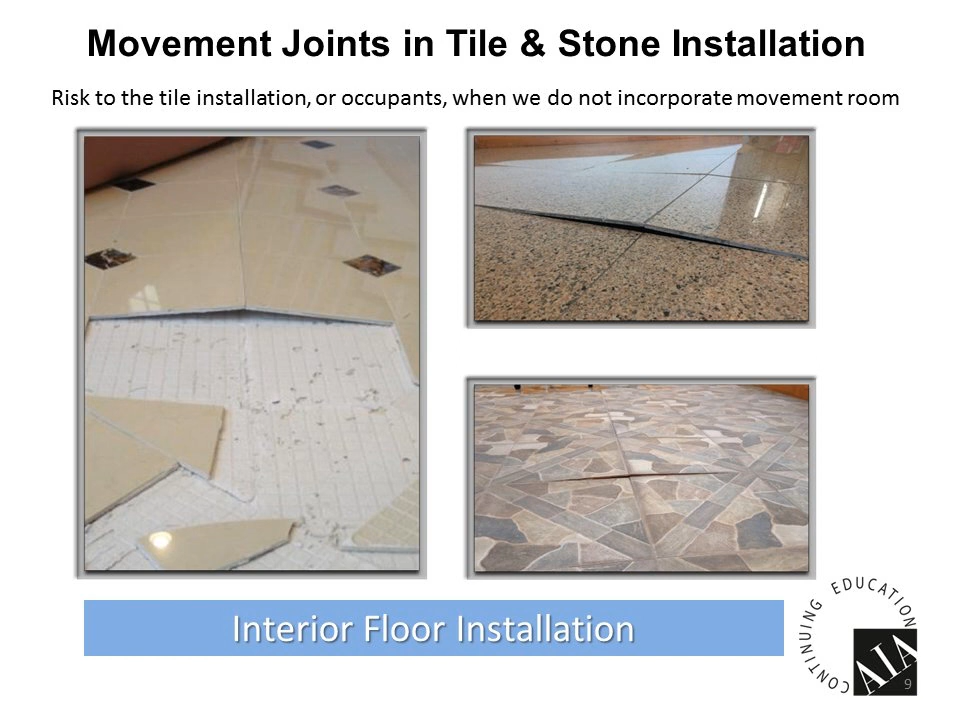 Movement Joints in Tile & Stone Installation
Risk to the tile installation, or occupants, when we do not incorporate movement room
Interior Floor Installation
CONTINUING EDUCATION
AIA
9